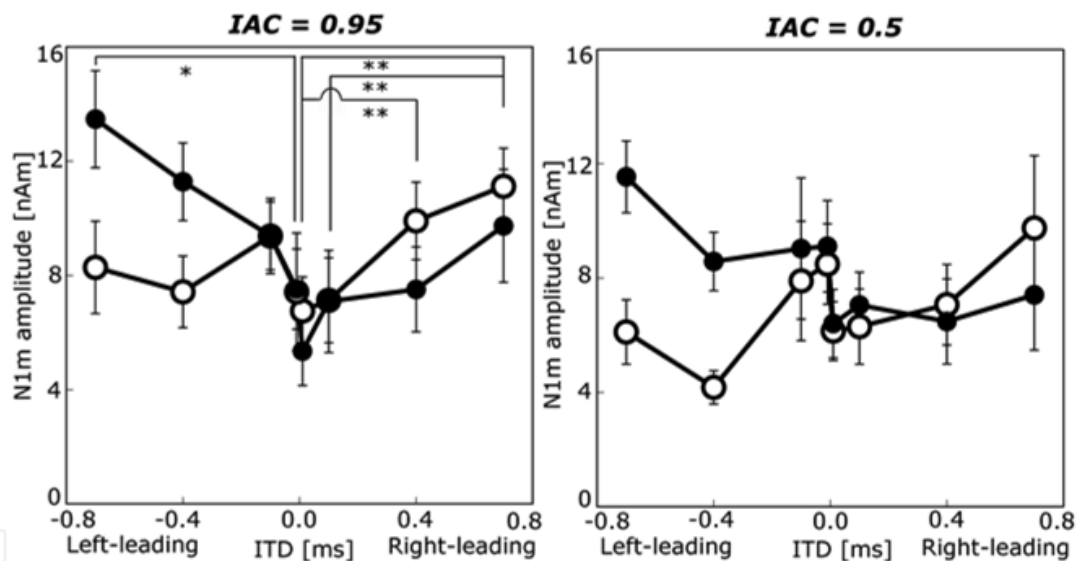 IAC = 0.95
16
12
8
4
0
N1m amplitude [nAm]
*
**
**
**
-0.8
-0.4
0.0
0.4
0.8
Left-leading
ITD [ms]
Right-leading
IAC = 0.5
16
12
8
4
0
N1m amplitude [nAm]
-0.8
-0.4
0.0
0.4
0.8
Left-leading
ITD [ms]
Right-leading